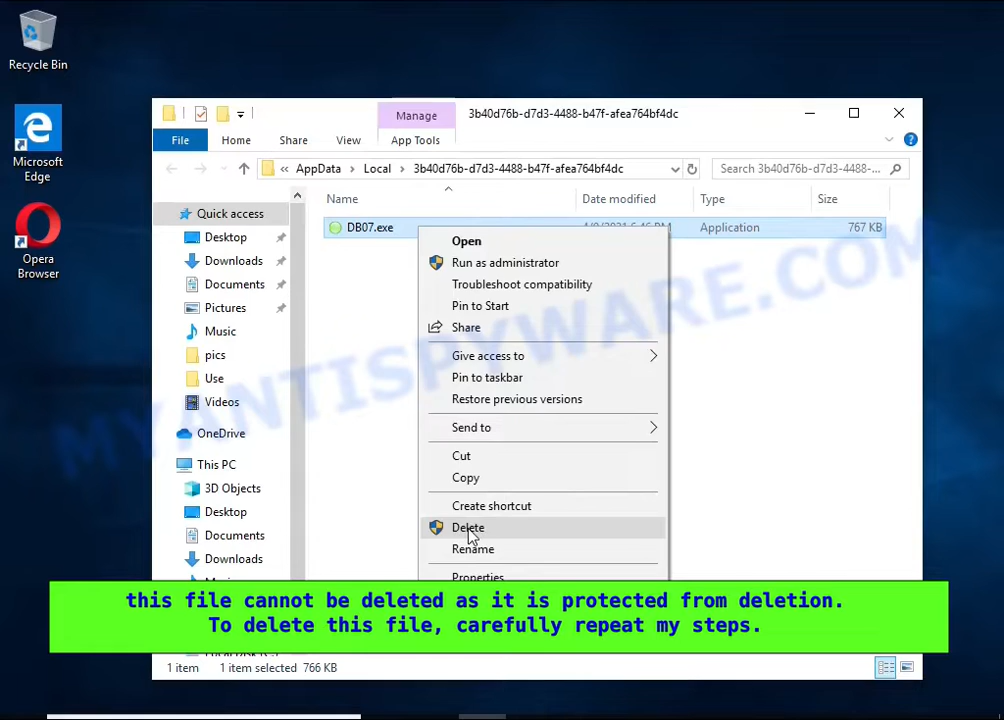 Recycle Bin
Microsoft
Edge
Opera
Browser
Manage
3b40d76b-d7d3-4488-b47f-afea764bf4dc
File
Home
Share
View
App Tools
« AppData > Local > 3b40d76b-d7d3-4488-b47f-afea764bf4dc
Search 3b40d76b-d7d3-4488-...
Name
Date modified
Type
Size
Quick access
Desktop
Downloads
Documents
Pictures
Music
pics
Use
Videos
OneDrive
This PC
3D Objects
Desktop
Documents
Downloads
DB07.exe
Application
767 KB
Open
Run as administrator
Troubleshoot compatibility
Pin to Start
Share
Give access to
Pin to taskbar
Restore previous versions
Send to
Cut
Copy
Create shortcut
Delete
Rename
Properties
MYANTISPYWARE.COM
this file cannot be deleted as it is protected from deletion.
To delete this file, carefully repeat my steps.
1 item
1 item selected 766 KB